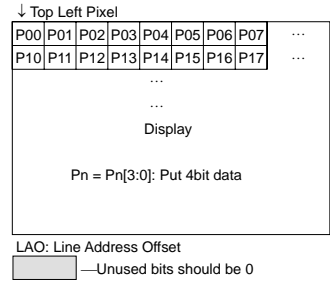 ↓ Top Left Pixel
P00 P01 P02 P03 P04 P05 P06 P07 ...
P10 P11 P12 P13 P14 P15 P16 P17 ...
...
...
Display
Pn = Pn[3:0]: Put 4bit data
LAO: Line Address Offset
—Unused bits should be 0